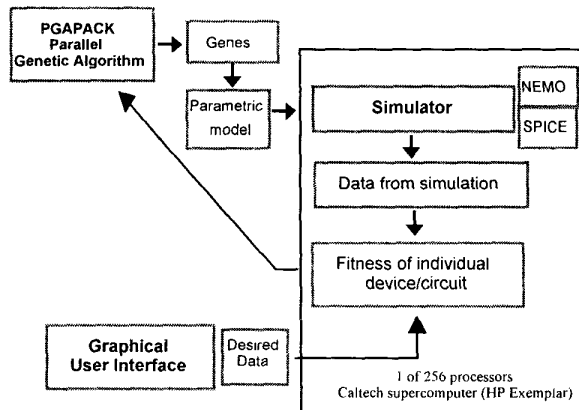 PGAPACK
Parallel
Genetic Algorithm
Genes
Parametric
model
Simulator
NEMO
SPICE
Data from simulation
Fitness of individual
device/circuit
Graphical
User Interface
Desired
Data
1 of 256 processors
Caltech supercomputer (HP Exemplar)